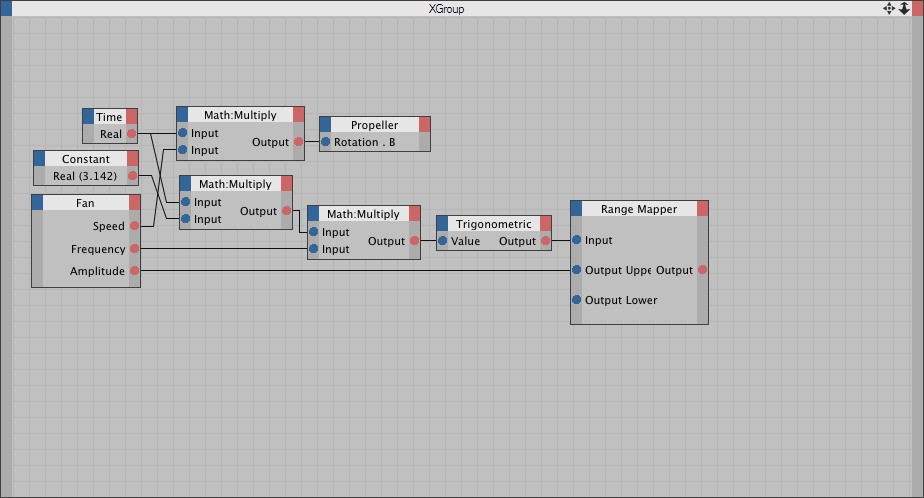 XGroup
Time
Real
Constant
Real (3.142)
Fan
Speed
Frequency
Amplitude
Math:Multiply
Input
Input
Output
Propeller
Rotation . B
Math:Multiply
Input
Input
Output
Math:Multiply
Input
Input
Output
Trigonometric
Value Output
Range Mapper
Input
Output Uppe Output
Output Lower